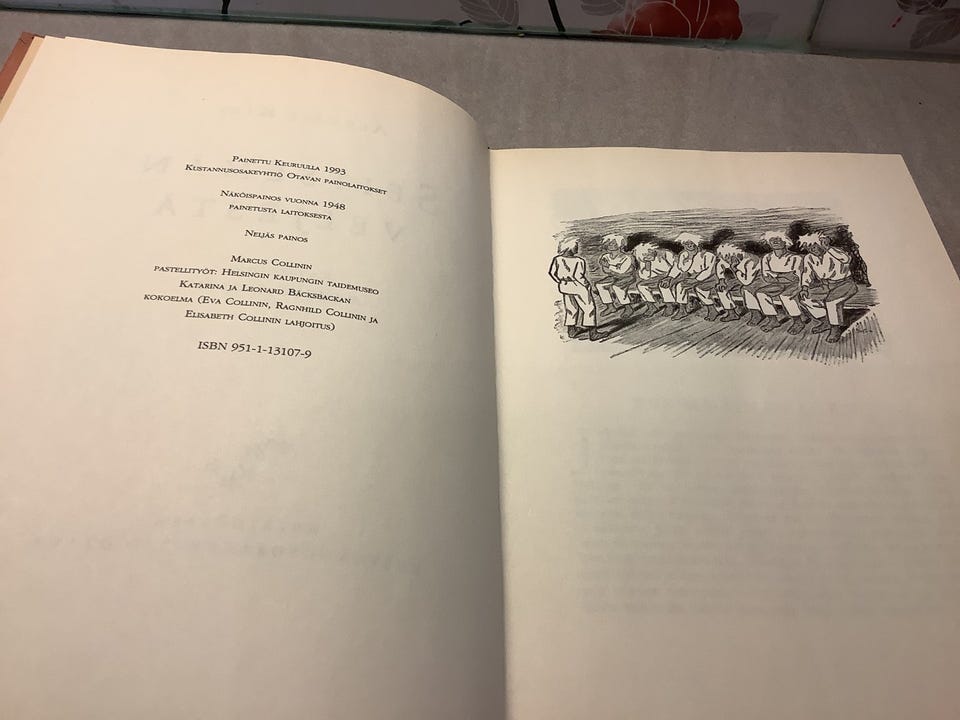 Painettu Keuruulla 1993
Kustannusosakeyhtiö Otavan painolaitokset
Näköispainos vuonna 1948
painetusta laitoksesta
Neljäs painos
Marcus Collinin
pastellityöt: Helsingin kaupungin taidemuseo
Katarina ja Leonard Bäcksbackan
kokoelma (Eva Collinin, Ragnhild Collinin ja
Elisabeth Collinin lahjoitus)
ISBN 951-1-13107-9